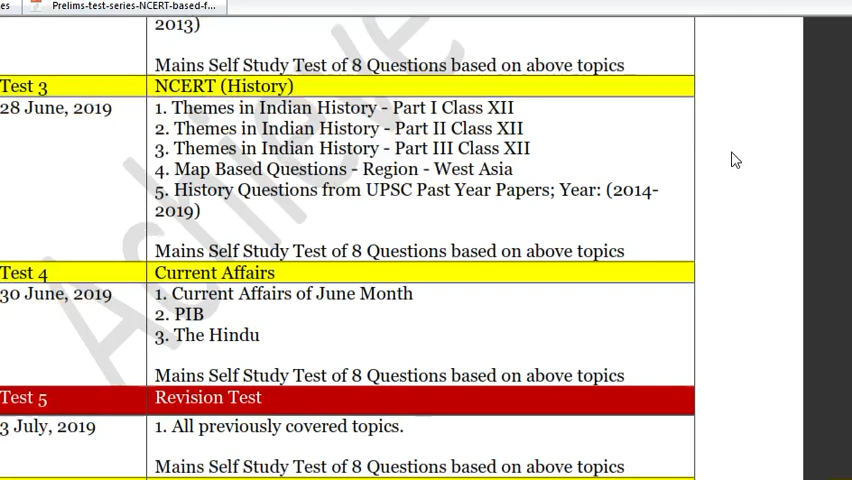 es
Prelims-test-series-NCERT-based-f...
2013)
Mains Self Study Test of 8 Questions based on above topics
Test 3 NCERT (History)
28 June, 2019 1. Themes in Indian History - Part I Class XII
2. Themes in Indian History - Part II Class XII
3. Themes in Indian History - Part III Class XII
4. Map Based Questions - Region - West Asia
5. History Questions from UPSC Past Year Papers; Year: (2014-
2019)
Mains Self Study Test of 8 Questions based on above topics
Test 4 Current Affairs
30 June, 2019 1. Current Affairs of June Month
2. PIB
3. The Hindu
Mains Self Study Test of 8 Questions based on above topics
Test 5 Revision Test
3 July, 2019 1. All previously covered topics.
Mains Self Study Test of 8 Questions based on above topics
Achieve